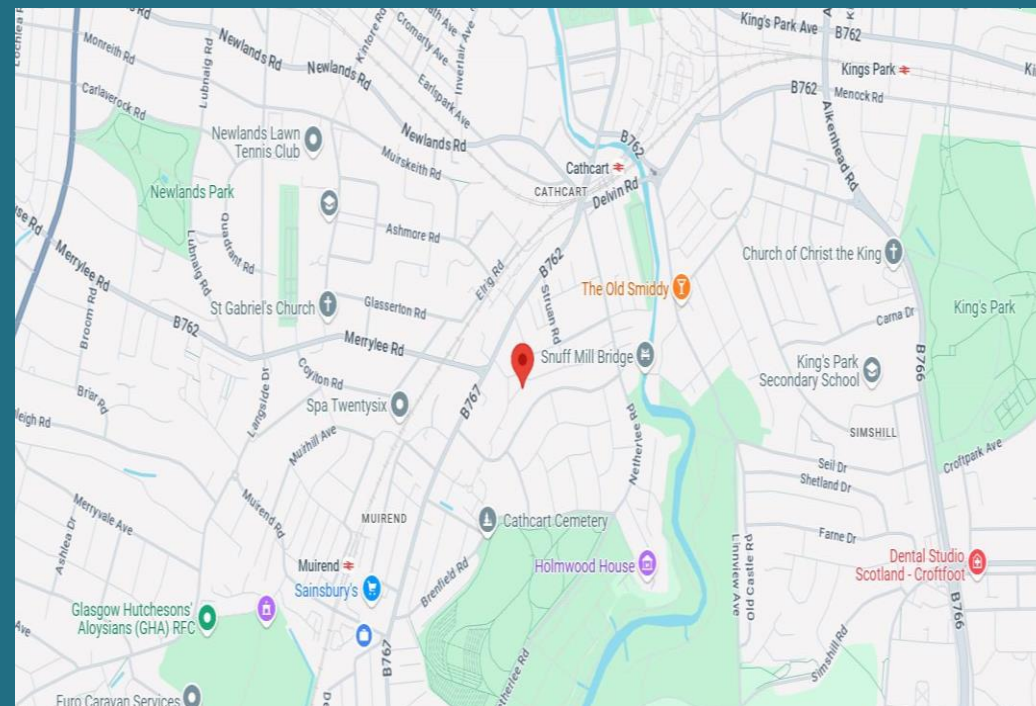 King's Park Ave
B762
Monreith Rd
Lubnaig Rd
Newlands Rd
Newlands Rd
Kinlore Rd
Cromarty Ave
Inverlair Ave
Earlspark Ave
Kings Park
Menock Rd
B762
Aikenhead Rd
Carlaverock Rd
Newlands Lawn
Tennis Club
Newlands Rd
Muirskeith Rd
B762
Cathcart
CATHCART
Delvin Rd
Newlands Park
Quadrant Rd
Lubnaig Rd
Ashmore Rd
Elrig Rd
B762
Struan Rd
The Old Smiddy
Church of Christ the King
King's Park
Merrylee Rd
B762
St Gabriel's Church
Glasserton Rd
Merrylee Rd
Carna Dr
Broom Rd
Briar Rd
Langside Dr
Coyiton Rd
Spa Twentysix
B767
Snuff Mill Bridge
King's Park
Secondary School
B766
SIMSHILL
Muirhill Ave
Netherlee Rd
Croftpark Ave
Seil Dr
Shetland Dr
Merryvale Ave
Ashlea Dr
Muirend Rd
MUIREND
Cathcart Cemetery
Farne Dr
Muirend
Sainsbury's
Brenfield Rd
Holmwood House
Linnview Ave
Old Castle Rd
Dental Studio
Scotland - Croftfoot
Glasgow Hutchesons'
Aloysians (GHA) RFC
B767
Simshill Rd
B766
Euro Caravan Services